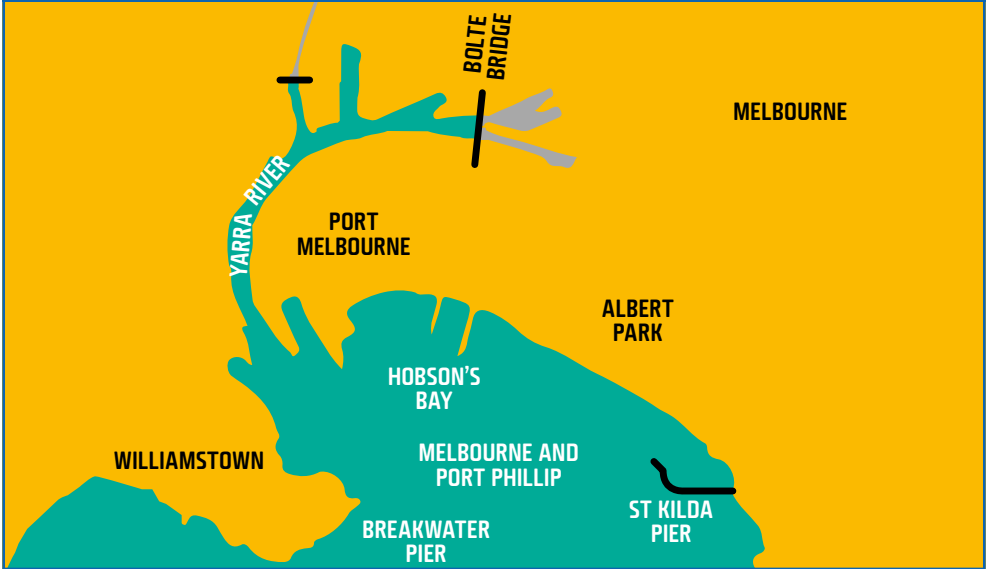 BOLTE
BRIDGE
MELBOURNE
YARRA RIVER
PORT
MELBOURNE
ALBERT
PARK
HOBSON'S
BAY
WILLIAMSTOWN
MELBOURNE AND
PORT PHILLIP
ST KILDA
PIER
BREAKWATER
PIER